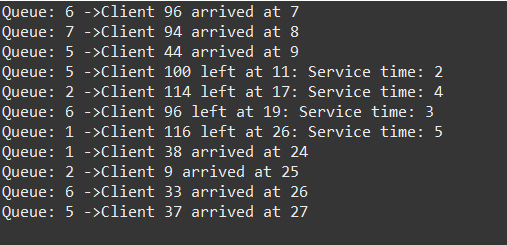 Queue: 6 ->Client 96 arrived at 7
Queue: 7 ->Client 94 arrived at 8
Queue: 5 ->Client 44 arrived at 9
Queue: 5 ->Client 100 left at 11: Service time: 2
Queue: 2 ->Client 114 left at 17: Service time: 4
Queue: 6 ->Client 96 left at 19: Service time: 3
Queue: 1 ->Client 116 left at 26: Service time: 5
Queue: 1 ->Client 38 arrived at 24
Queue: 2 ->Client 9 arrived at 25
Queue: 6 ->Client 33 arrived at 26
Queue: 5 ->Client 37 arrived at 27